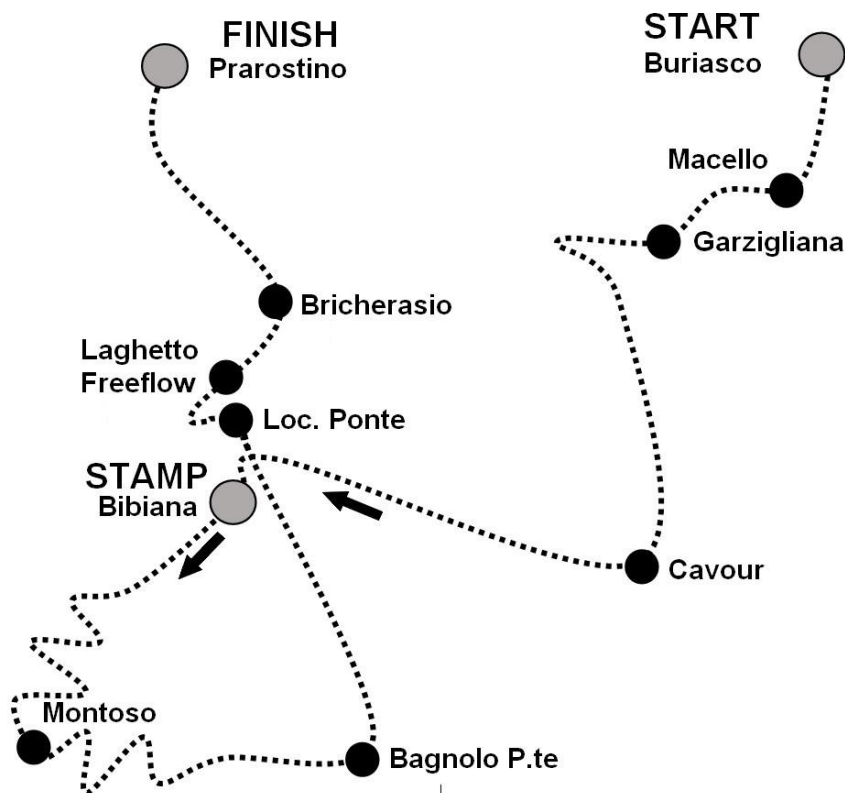 FINISH
Prarostino
START
Buriasco
Macello
Garzigliana
Bricherasio
Laghetto
Freeflow
Loc. Ponte
STAMP
Bibiana
Cavour
Montoso
Bagnolo P.te